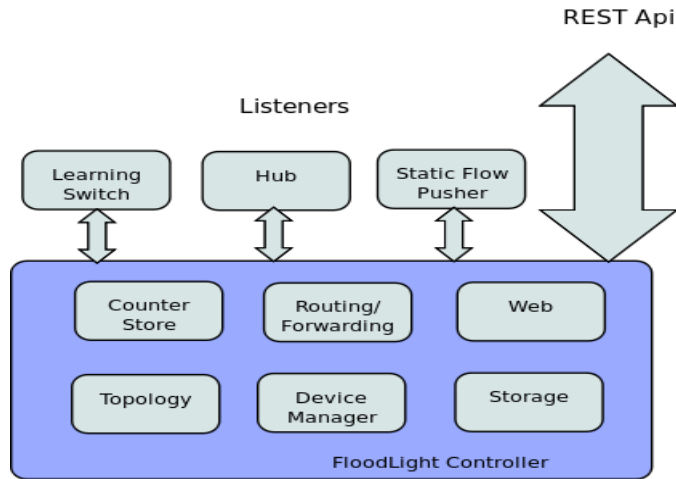 REST Api
Listeners
Learning
Switch
Hub
Static Flow
Pusher
Counter
Store
Routing/
Forwarding
Web
Topology
Device
Manager
Storage
FloodLight Controller